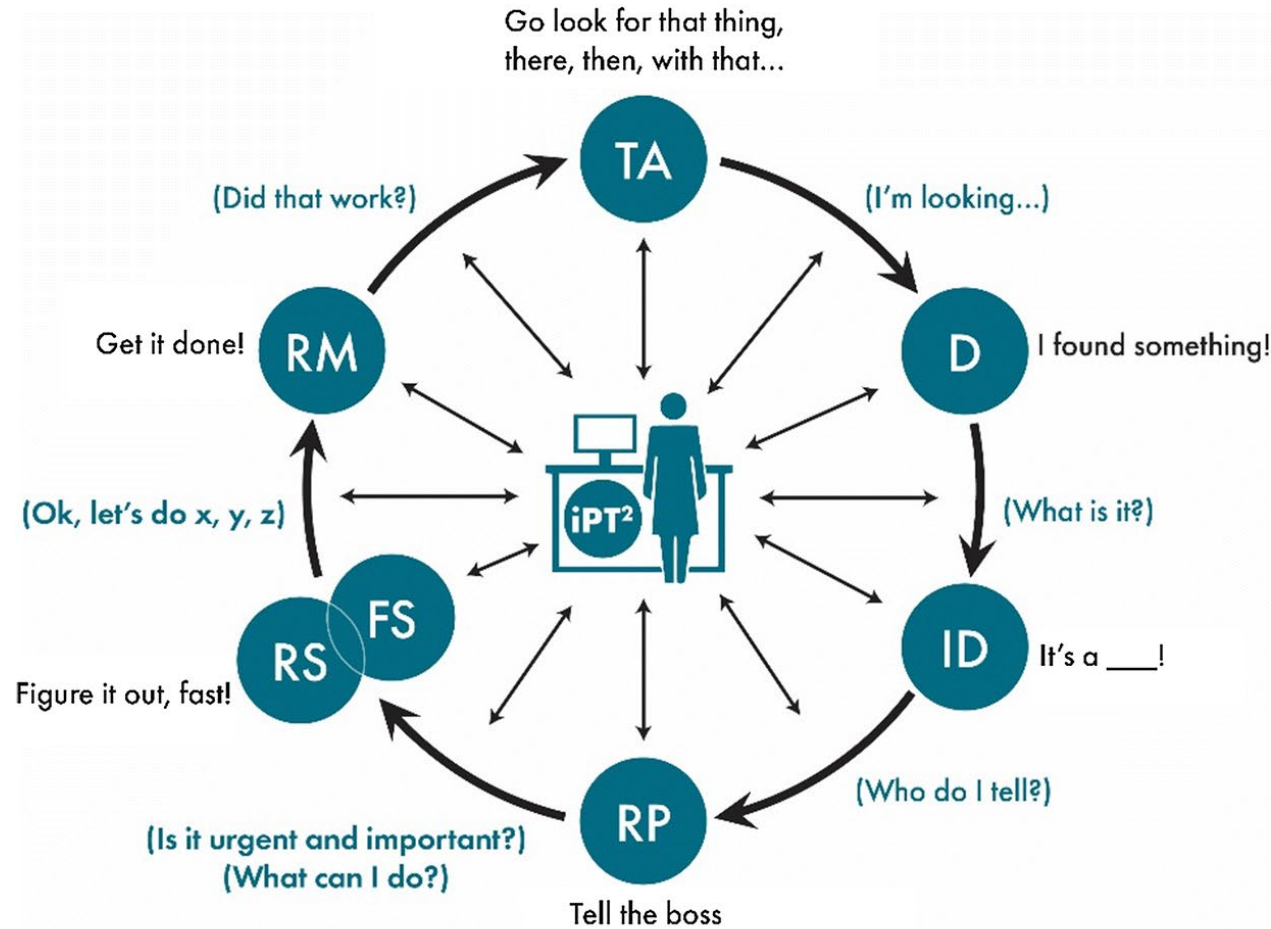 Go look for that thing,
there, then, with that...
TA
(Did that work?)
(I'm looking...)
RM
Get it done!
D
I found something!
iPT²
(Ok, let's do x, y, z)
(What is it?)
FS
RS
Figure it out, fast!
ID
It's a ___!
(Who do I tell?)
RP
(Is it urgent and important?)
(What can I do?)
Tell the boss